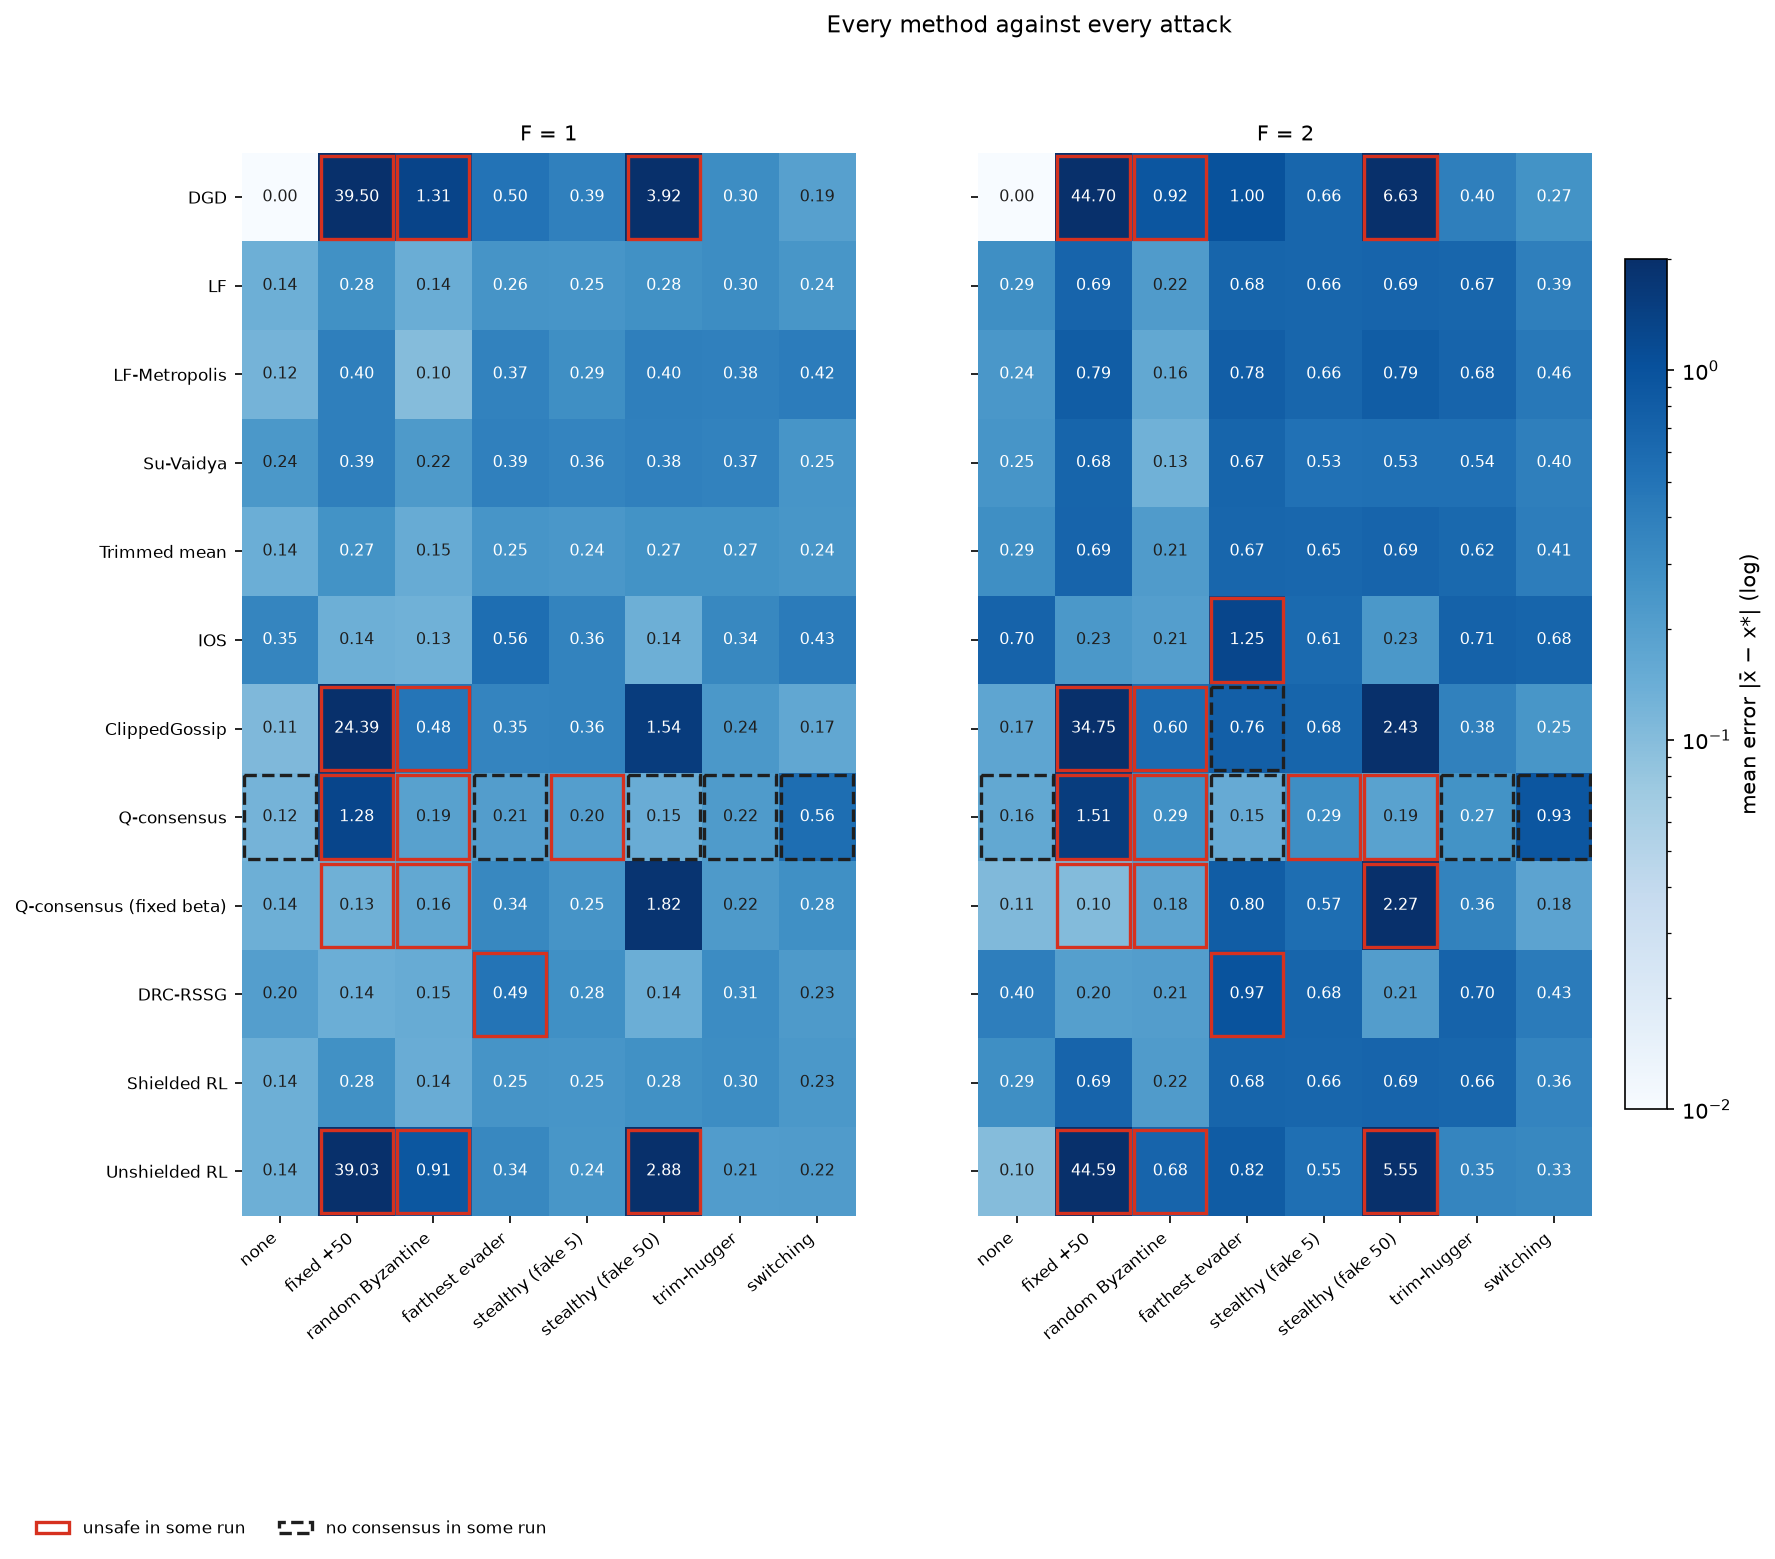 Every method against every attack
F = 1
F = 2
DGD 0.00 39.50 1.31 0.50 0.39 3.92 0.30 0.19 0.00 44.70 0.92 1.00 0.66 6.63 0.40 0.27
LF 0.14 0.28 0.14 0.26 0.25 0.28 0.30 0.24 0.29 0.69 0.22 0.68 0.66 0.69 0.67 0.39
LF-Metropolis 0.12 0.40 0.10 0.37 0.29 0.40 0.38 0.42 0.24 0.79 0.16 0.78 0.66 0.79 0.68 0.46
Su-Vaidya 0.24 0.39 0.22 0.39 0.36 0.38 0.37 0.25 0.25 0.68 0.13 0.67 0.53 0.53 0.54 0.40
Trimmed mean 0.14 0.27 0.15 0.25 0.24 0.27 0.27 0.24 0.29 0.69 0.21 0.67 0.65 0.69 0.62 0.41
IOS 0.35 0.14 0.13 0.56 0.36 0.14 0.34 0.43 0.70 0.23 0.21 1.25 0.61 0.23 0.71 0.68
ClippedGossip 0.11 24.39 0.48 0.35 0.36 1.54 0.24 0.17 0.17 34.75 0.60 0.76 0.68 2.43 0.38 0.25
Q-consensus 0.12 1.28 0.19 0.21 0.20 0.15 0.22 0.56 0.16 1.51 0.29 0.15 0.29 0.19 0.27 0.93
Q-consensus (fixed beta) 0.14 0.13 0.16 0.34 0.25 1.82 0.22 0.28 0.11 0.10 0.18 0.80 0.57 2.27 0.36 0.18
DRC-RSSG 0.20 0.14 0.15 0.49 0.28 0.14 0.31 0.23 0.40 0.20 0.21 0.97 0.68 0.21 0.70 0.43
Shielded RL 0.14 0.28 0.14 0.25 0.25 0.28 0.30 0.23 0.29 0.69 0.22 0.68 0.66 0.69 0.66 0.36
Unshielded RL 0.14 39.03 0.91 0.34 0.24 2.88 0.21 0.22 0.10 44.59 0.68 0.82 0.55 5.55 0.35 0.33
none
fixed +50
random Byzantine
farthest evader
stealthy (fake 5)
stealthy (fake 50)
trim-hugger
switching
none
fixed +50
random Byzantine
farthest evader
stealthy (fake 5)
stealthy (fake 50)
trim-hugger
switching
10⁰
10⁻¹
10⁻²
mean error |x̄ − x*| (log)
unsafe in some run
no consensus in some run